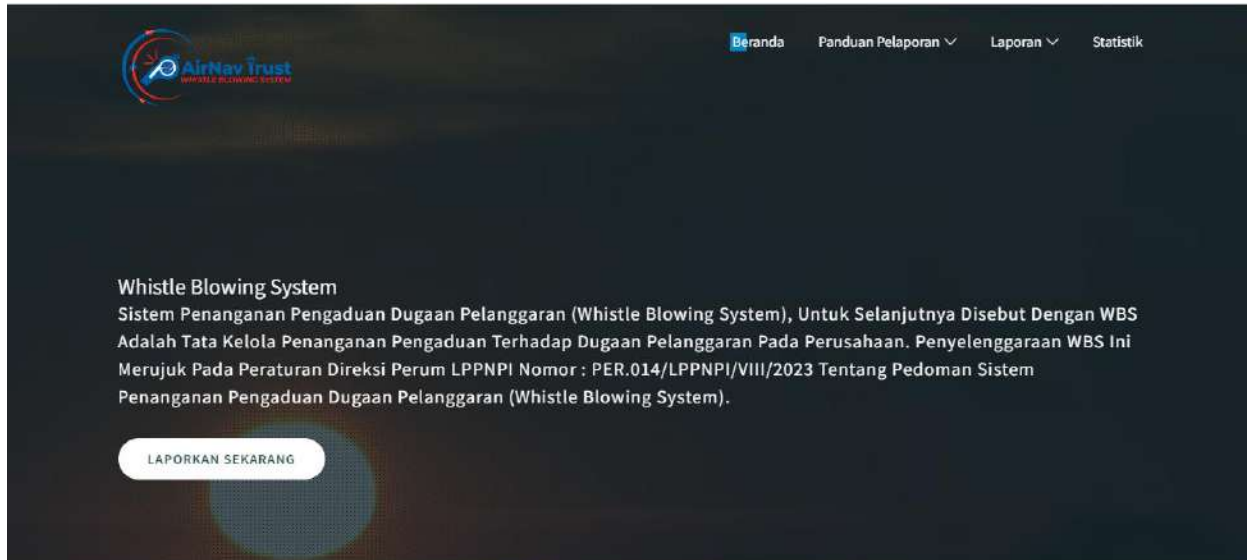 AirNav Trust
WHISTLE BLOWING SYSTEM
Beranda Panduan Pelaporan Laporan Statistik
Whistle Blowing System
Sistem Penanganan Pengaduan Dugaan Pelanggaran (Whistle Blowing System), Untuk Selanjutnya Disebut Dengan WBS
Adalah Tata Kelola Penanganan Pengaduan Terhadap Dugaan Pelanggaran Pada Perusahaan. Penyelenggaraan WBS Ini
Merujuk Pada Peraturan Direksi Perum LPPNPI Nomor : PER.014/LPPNPI/VIII/2023 Tentang Pedoman Sistem
Penanganan Pengaduan Dugaan Pelanggaran (Whistle Blowing System).
LAPORKAN SEKARANG